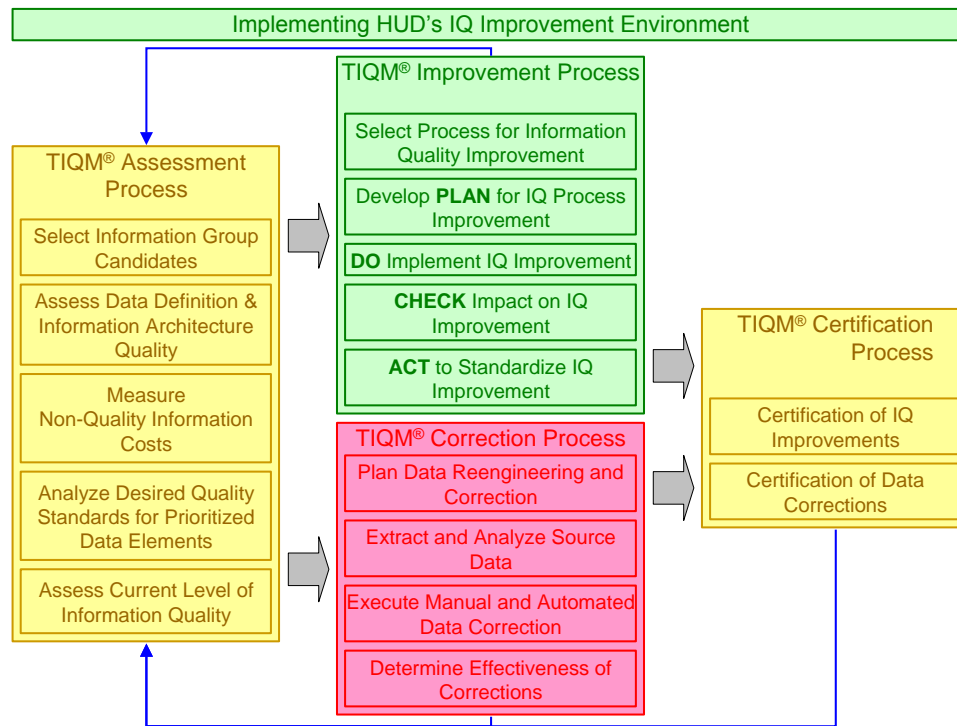 Implementing HUD's IQ Improvement Environment
TIQM® Assessment
Process
Select Information Group
Candidates
Assess Data Definition &
Information Architecture
Quality
Measure
Non-Quality Information
Costs
Analyze Desired Quality
Standards for Prioritized
Data Elements
Assess Current Level of
Information Quality
TIQM® Improvement Process
Select Process for Information
Quality Improvement
Develop PLAN for IQ Process
Improvement
DO Implement IQ Improvement
CHECK Impact on IQ
Improvement
ACT to Standardize IQ
Improvement
TIQM® Correction Process
Plan Data Reengineering and
Correction
Extract and Analyze Source
Data
Execute Manual and Automated
Data Correction
Determine Effectiveness of
Corrections
TIQM® Certification
Process
Certification of IQ
Improvements
Certification of Data
Corrections